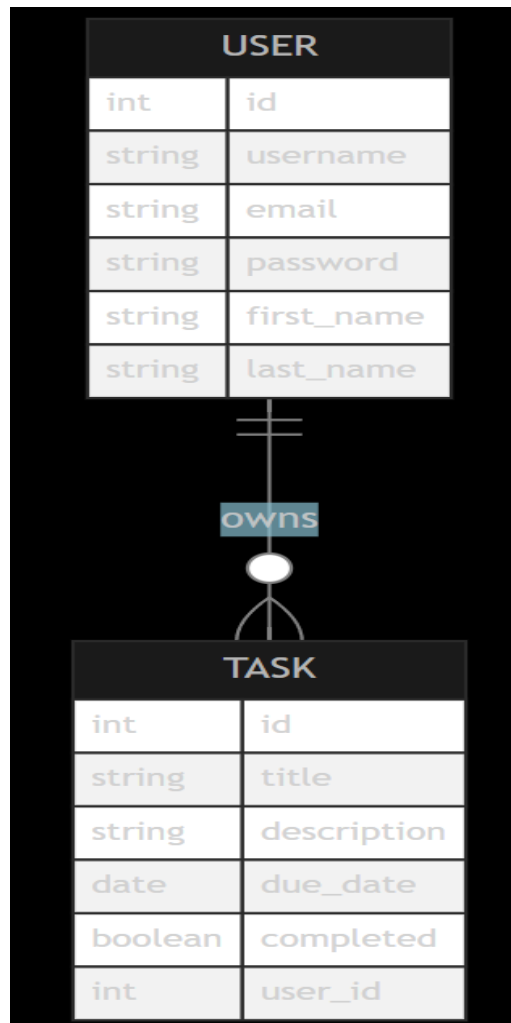 USER
int id
string username
string email
string password
string first_name
string last_name
owns
TASK
int id
string title
string description
date due_date
boolean completed
int user_id